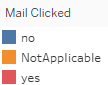 Mail Clicked
no
NotApplicable
yes